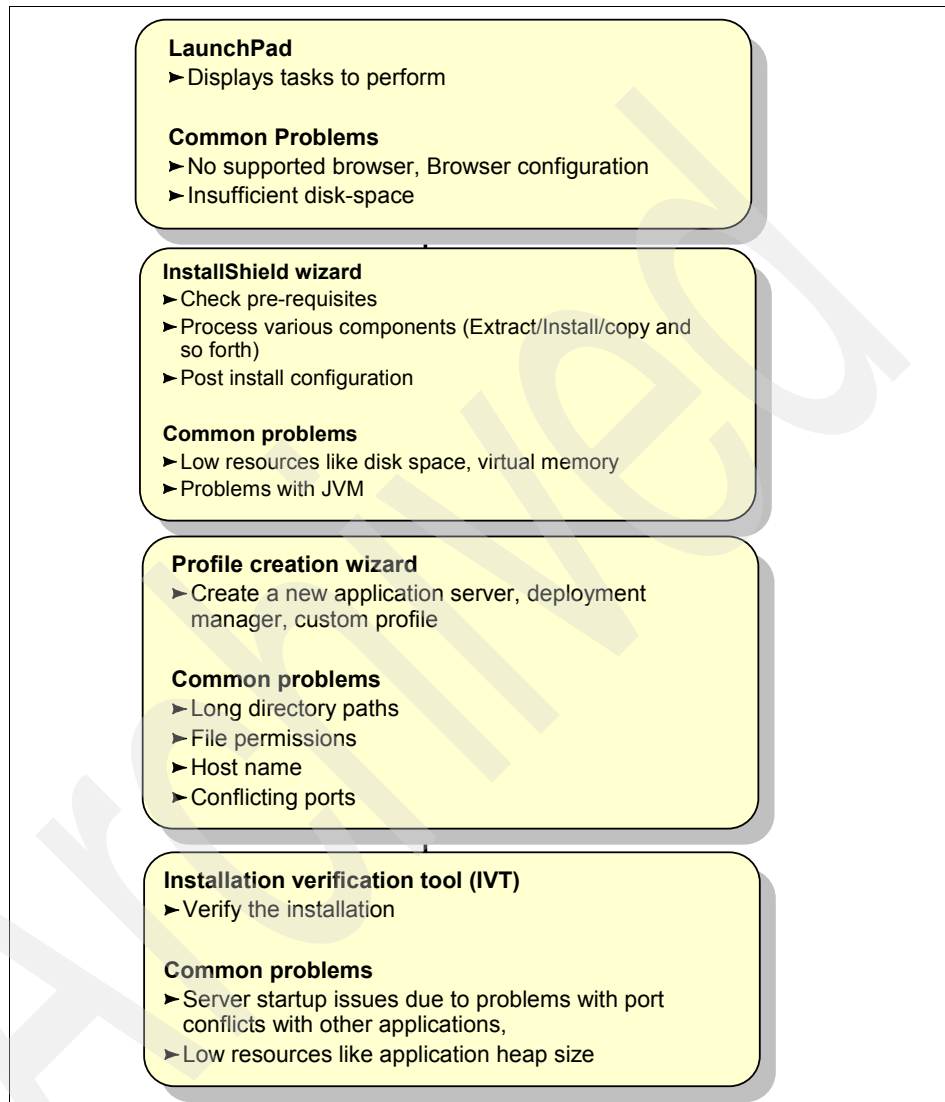 LaunchPad
►Displays tasks to perform
Common Problems
►No supported browser, Browser configuration
►Insufficient disk-space
InstallShield wizard
►Check pre-requisites
►Process various components (Extract/Install/copy and
so forth)
►Post install configuration
Common problems
►Low resources like disk space, virtual memory
►Problems with JVM
Profile creation wizard
►Create a new application server, deployment
manager, custom profile
Common problems
►Long directory paths
►File permissions
►Host name
►Conflicting ports
Installation verification tool (IVT)
►Verify the installation
Common problems
►Server startup issues due to problems with port
conflicts with other applications,
►Low resources like application heap size
Archived